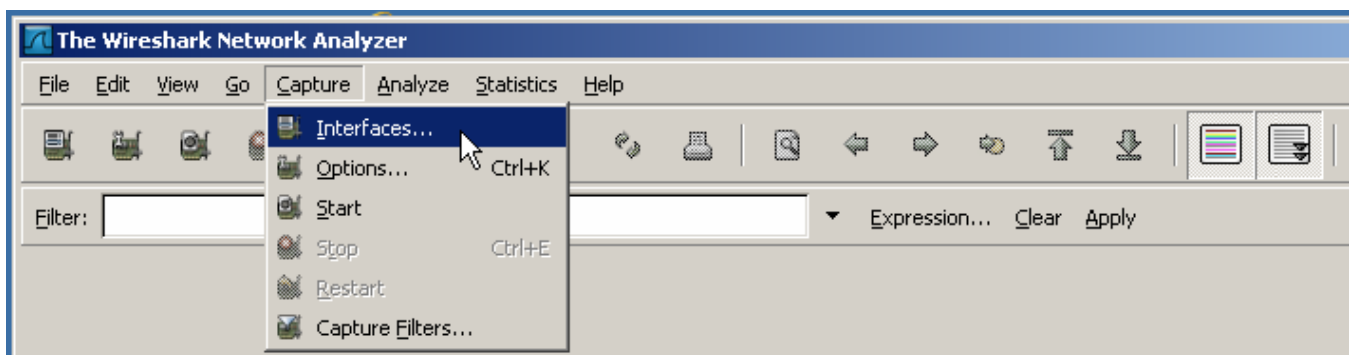 The Wireshark Network Analyzer
File Edit View Go Capture Analyze Statistics Help
Interfaces...
Options... Ctrl+K
Start
Stop Ctrl+E
Restart
Capture Filters...
Filter: Expression... Clear Apply